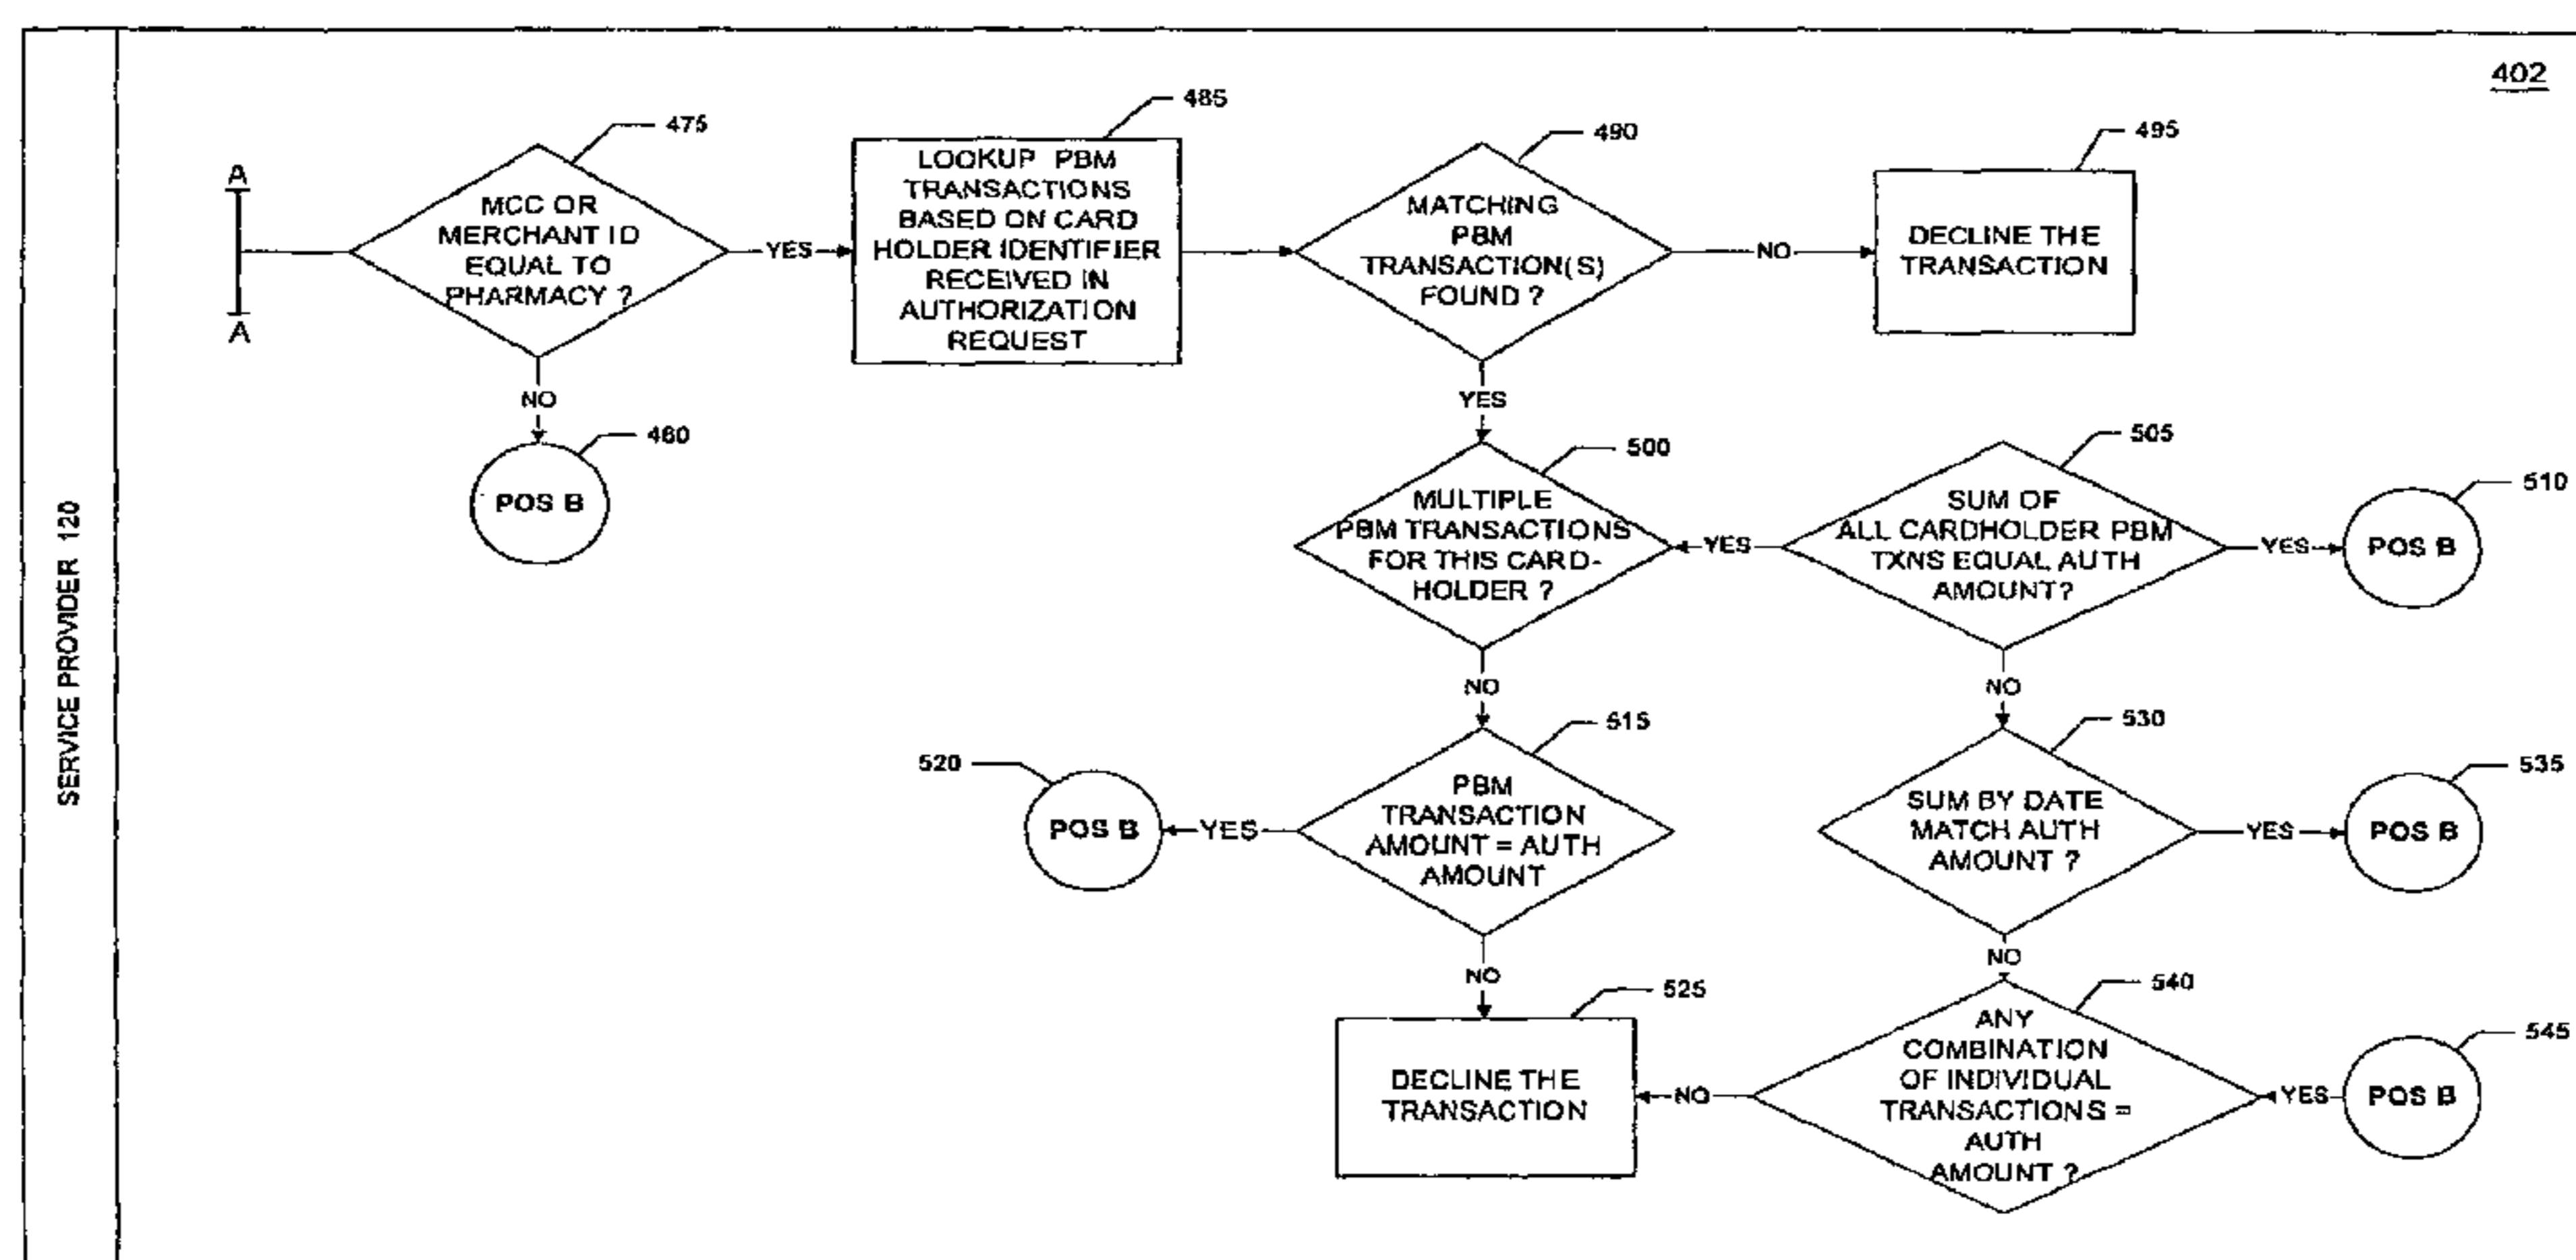 402
SERVICE PROVIDER 120
A
A
475
MCC OR
MERCHANT ID
EQUAL TO
PHARMACY ?
YES
NO
480
POS B
485
LOOKUP PBM
TRANSACTIONS
BASED ON CARD
HOLDER IDENTIFIER
RECEIVED IN
AUTHORIZATION
REQUEST
490
MATCHING
PBM
TRANSACTION(S)
FOUND ?
NO
495
DECLINE THE
TRANSACTION
YES
500
MULTIPLE
PBM TRANSACTIONS
FOR THIS CARD-
HOLDER ?
YES
505
SUM OF
ALL CARDHOLDER PBM
TXNS EQUAL AUTH
AMOUNT?
YES
510
POS B
NO
NO
515
PBM
TRANSACTION
AMOUNT = AUTH
AMOUNT
YES
520
POS B
530
SUM BY DATE
MATCH AUTH
AMOUNT ?
YES
535
POS B
NO
NO
525
DECLINE THE
TRANSACTION
NO
540
ANY
COMBINATION
OF INDIVIDUAL
TRANSACTIONS =
AUTH
AMOUNT ?
YES
545
POS B